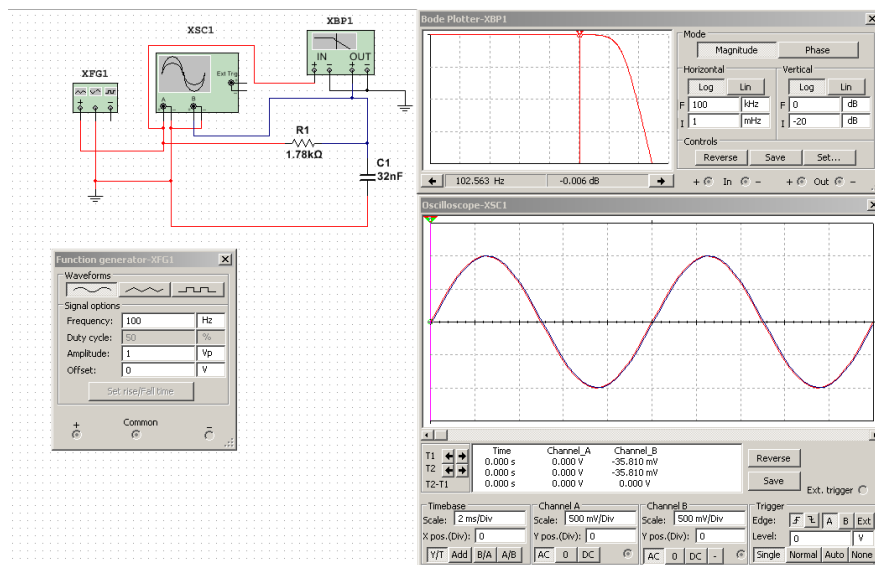 XFG1
XSC1
Ext Trg
+
-
A
B
+ - + -
XBP1
IN OUT
+ - + -
R1
1.78kΩ
C1
32nF
Function generator-XFG1
Waveforms
Signal options
Frequency: 100 Hz
Duty cycle: 50 %
Amplitude: 1 Vp
Offset: 0 V
Set rise/Fall time
+ Common -
Bode Plotter-XBP1
Mode
Magnitude Phase
Horizontal Vertical
Log Lin Log Lin
F 100 kHz F 0 dB
I 1 mHz I -20 dB
Controls
Reverse Save Set...
102.563 Hz -0.006 dB
+ In - + Out -
Oscilloscope-XSC1
Time Channel_A Channel_B
T1 0.000 s 0.000 V -35.810 mV
T2 0.000 s 0.000 V -35.810 mV
T2-T1 0.000 s 0.000 V 0.000 V
Reverse
Save
Ext. trigger
Timebase
Scale: 2 ms/Div
X pos.(Div): 0
Y/T Add B/A A/B
Channel A
Scale: 500 mV/Div
Y pos.(Div): 0
AC 0 DC
Channel B
Scale: 500 mV/Div
Y pos.(Div): 0
AC 0 DC -
Trigger
Edge: A B Ext
Level: 0 V
Single Normal Auto None